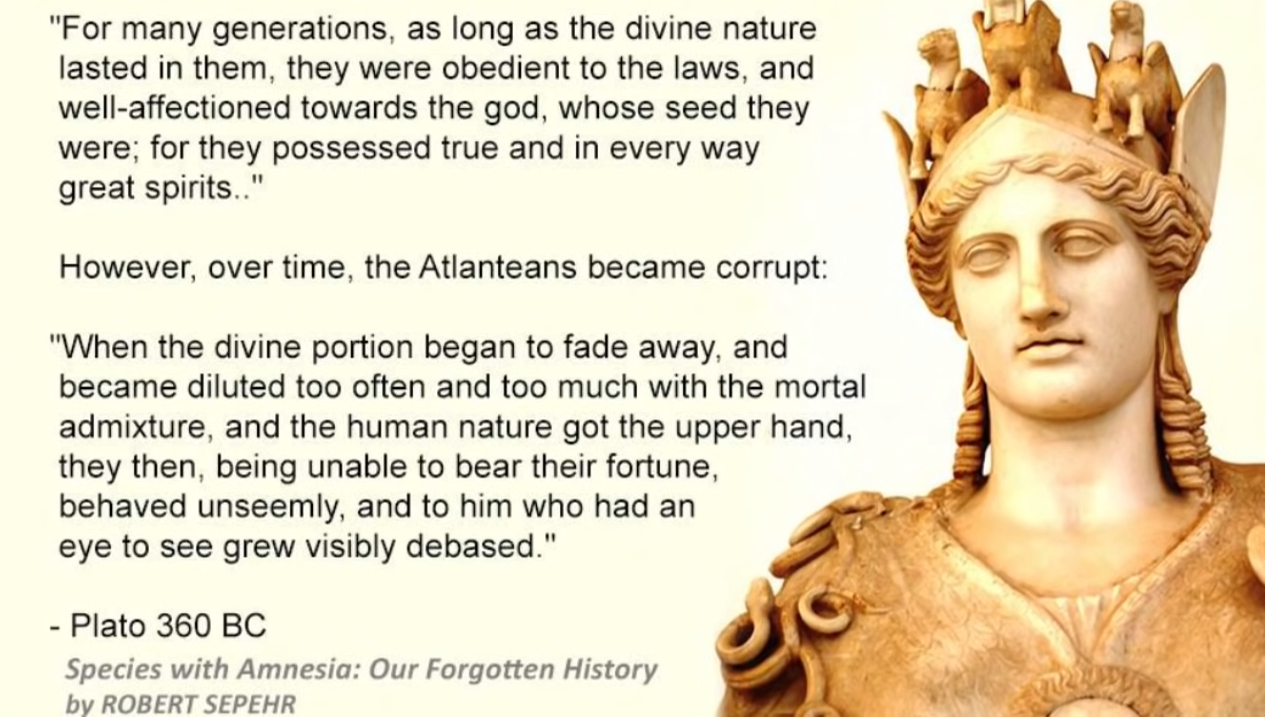 "For many generations, as long as the divine nature
lasted in them, they were obedient to the laws, and
well-affectioned towards the god, whose seed they
were; for they possessed true and in every way
great spirits.."
However, over time, the Atlanteans became corrupt:
"When the divine portion began to fade away, and
became diluted too often and too much with the mortal
admixture, and the human nature got the upper hand,
they then, being unable to bear their fortune,
behaved unseemly, and to him who had an
eye to see grew visibly debased."
- Plato 360 BC
Species with Amnesia: Our Forgotten History
by ROBERT SEPEHR